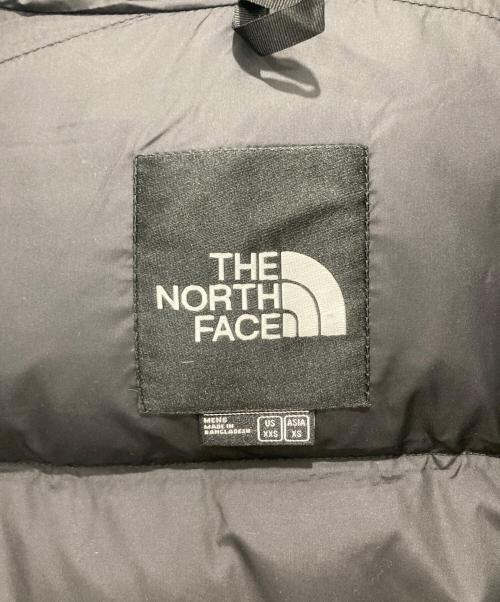 THE
NORTH
FACE
MENS
MADE IN
BANGLADESH
US
XXS
ASIA
XS